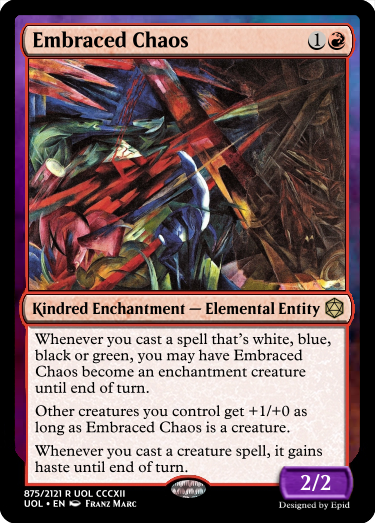 Embraced Chaos 1
Kindred Enchantment — Elemental Entity
Whenever you cast a spell that's white, blue,
black or green, you may have Embraced
Chaos become an enchantment creature
until end of turn.
Other creatures you control get +1/+0 as
long as Embraced Chaos is a creature.
Whenever you cast a creature spell, it gains
haste until end of turn.
2/2
875/2121 R UOL CCCXII
UOL • EN Franz Marc
Designed by Epid